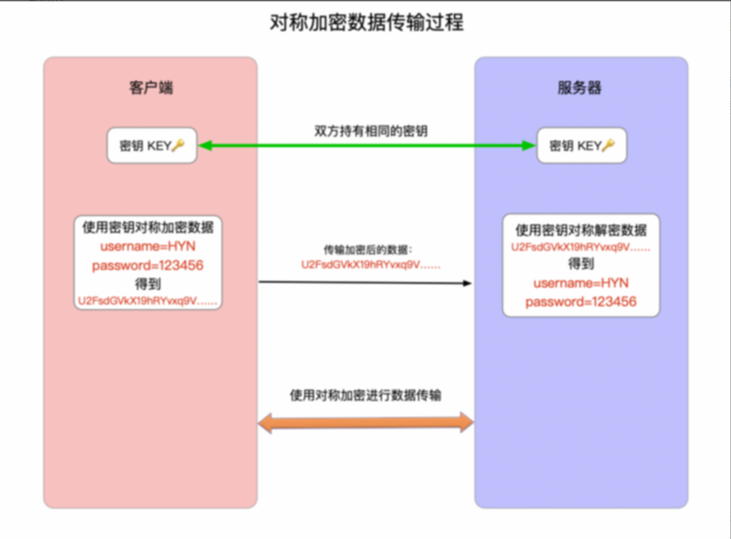 对称加密数据传输过程
客户端
服务器
双方持有相同的密钥
密钥 KEY🔑
密钥 KEY🔑
使用密钥对称加密数据
username=HYN
password=123456
得到
U2FsdGVkX19hRYvxq9V……
传输加密后的数据：
U2FsdGVkX19hRYvxq9V……
使用密钥对称解密数据
U2FsdGVkX19hRYvxq9V……
得到
username=HYN
password=123456
使用对称加密进行数据传输